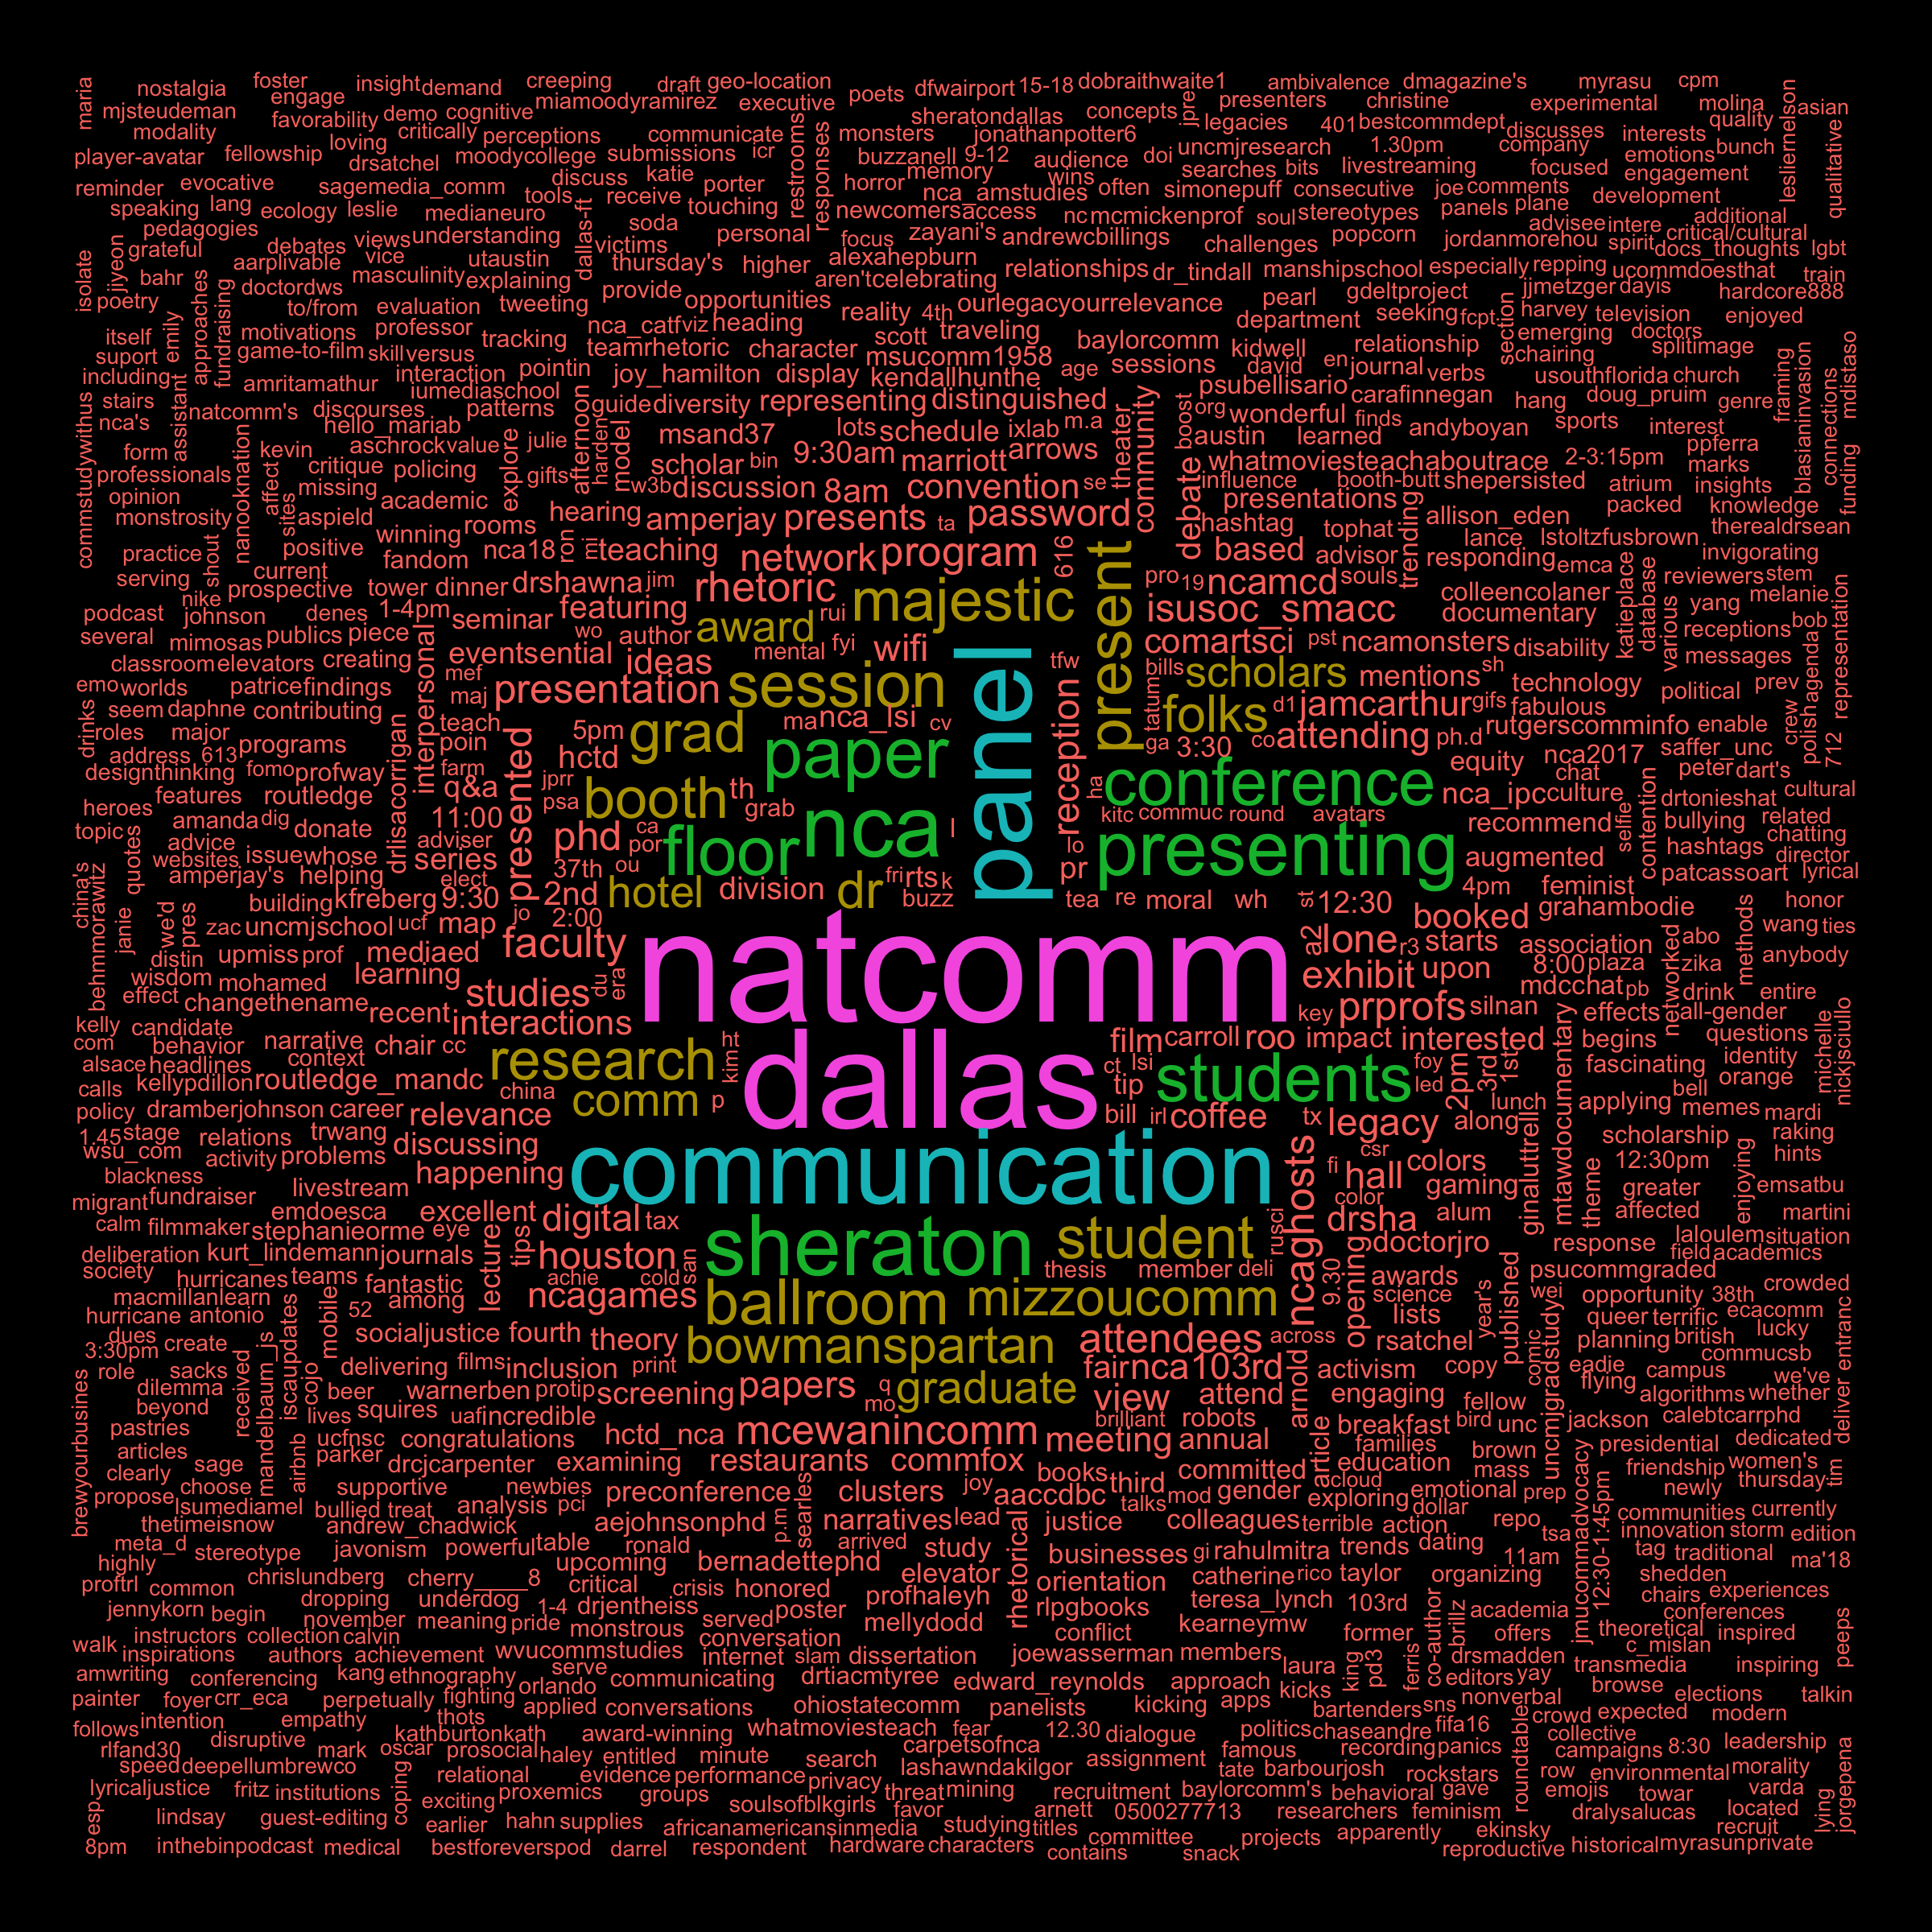 natcomm
dallas
communication
panel
sheraton
nca
presenting
conference
students
paper
floor
present
majestic
session
grad
booth
hotel
dr
award
scholars
folks
research
comm
student
ballroom
mizzoucomm
bowmanspartan
graduate
nostalgia
foster
insight
demand
creeping
draft
geo-location
dfwairport
15-18
dobraithwaite1
ambivalence
dmagazine's
myrasu
cpm
maria
mjsteudeman
engage
favorability
demo
cognitive
miamoodyramirez
executive
poets
sheratondallas
concepts
jpre
presenters
christine
experimental
molina
asian
modality
loving
critically
perceptions
communicate
restrooms
responses
monsters
jonathanpotter6
legacies
401
bestcommdept
discusses
interests
quality
player-avatar
fellowship
drsatchel
moodycollege
submissions
icr
buzzanell
9-12
audience
doi
uncmjresearch
1.30pm
company
emotions
bunch
lesliernelson
qualitative
reminder
evocative
sagemedia_comm
discuss
katie
tools
receive
porter
horror
memory
wins
searches
bits
livestreaming
focused
engagement
speaking
lang
ecology
leslie
medianeuro
soda
touching
newcomersaccess
nca_amstudies
often
simonepuff
consecutive
joe
comments
development
pedagogies
grateful
debates
views
understanding
dallas-ft
victims
personal
focus
zayani's
andrewcbillings
nc
mcmickenprof
soul
stereotypes
panels
plane
additional
advisee
intere
critical/cultural
challenges
popcorn
jordanmorehou
spirit
docs_thoughts
lgbt
isolate
jiyeon
bahr
aarplivable
vice
utaustin
thursday's
higher
alexahepburn
relationships
dr_tindall
manshipschool
especially
repping
ucommdoesthat
train
poetry
doctordws
masculinity
explaining
provide
aren't
celebrating
ourlegacyourrelevance
pearl
gdeltproject
jjmetzger
dayis
hardcore888
to/from
evaluation
tweeting
opportunities
reality
4th
department
seeking
fcpt
harvey
television
enjoyed
itself
emily
approaches
fundraising
motivations
professor
tracking
nca_catfviz
heading
scott
traveling
baylorcomm
kidwell
relationship
section
emerging
doctors
suport
game-to-film
skill
versus
teamrhetoric
character
msucomm1958
age
sessions
david
en
journal
verbs
chairing
splitimage
including
amritamathur
interaction
pointin
joy_hamilton
display
kendallhunthe
psubellisario
carafinnegan
usouthflorida
church
stairs
iumediaschool
guide
diversity
representing
distinguished
boost
org
wonderful
finds
hang
doug_pruim
genre
framing
mdistaso
nca's
assistant
natcomm's
discourses
patterns
hello_mariab
msand37
lots
schedule
ixlab
m.a
theater
community
austin
learned
andyboyan
sports
interest
form
kevin
aschrock
value
julie
afternoon
harden
model
scholar
bin
9:30am
marriott
arrows
debate
whatmoviesteachaboutrace
2-3:15pm
ppferra
marks
blasianinvasion
connections
funding
professionals
nanooknation
affect
critique
policing
explore
gifts
w3b
discussion
8am
convention
se
influence
booth-butt
shepersisted
atrium
insights
opinion
missing
academic
hearing
amperjay
presents
password
presentations
packed
knowledge
commstudywithus
monstrosity
sites
aspield
winning
rooms
ta
hashtag
tophat
trending
allison_eden
therealdrsean
practice
shout
positive
fandom
nca18
ron
mi
teaching
network
program
616
based
advisor
responding
lance
lstoltzfusbrown
invigorating
serving
current
prospective
tower
dinner
drshawna
jim
rhetoric
pro
19
ncamcd
souls
emca
reviewers
stem
nike
podcast
johnson
denes
1-4pm
seminar
featuring
isusoc_smacc
colleencolaner
documentary
katieplace
database
various
yang
melanie
several
mimosas
publics
piece
wo
author
rui
comartsci
pst
ncamonsters
disability
receptions
bob
representation
classroom
elevators
creating
interpersonal
eventsential
ideas
mental
fyi
wifi
tfw
bills
mentions
sh
technology
messages
emo
worlds
patrice
findings
mef
maj
presentation
jamcarthur
d1
gifs
fabulous
political
prev
agenda
drinks
seem
daphne
contributing
teach
5pm
ma
nca_lsi
cv
reception
tatum
rutgerscomminfo
enable
crew
polish
roles
major
drlisacorrigan
poin
presented
hctd
ga
3:30
co
attending
ph.d
nca2017
saffer_unc
712
address
613
programs
farm
jprr
equity
chat
peter
dart's
designthinking
fomo
profway
q&a
psa
th
grab
ha
nca_ipc
culture
contention
selfie
drtonieshat
cultural
heroes
features
routledge
11:00
phd
ca
por
kitc
commuc
round
avatars
recommend
bullying
related
topic
amanda
dig
donate
adviser
37th
ou
l
lo
augmented
hashtags
chatting
quotes
advice
websites
issue
whose
series
pr
4pm
feminist
director
patcassoart
lyrical
amperjay's
helping
elect
2nd
division
fri
rts
k
buzz
tea
re
moral
wh
st
12:30
booked
grahambodie
honor
china's
building
kfreberg
9:30
2:00
jo
behmmorawitz
janie
we'd
distin
pres
zac
uncmjschool
ucf
map
faculty
a2
lone
r3
starts
association
methods
abo
wang
ties
upmiss
prof
mediaed
exhibit
upon
8:00
plaza
networked
zika
anybody
wisdom
mohamed
learning
studies
du
era
prprofs
mdcchat
pb
drink
entire
effect
changethename
recent
interactions
key
silnan
effects
all-gender
kelly
candidate
com
behavior
narrative
chair
cc
film
carroll
roo
impact
interested
begins
questions
michelle
nickjsciullo
alsace
headlines
context
ht
kim
ct
lsi
foy
3rd
1st
mtawdocumentary
fascinating
identity
calls
kellypdillon
routledge_mandc
china
tip
led
2pm
lunch
bell
orange
policy
dramberjohnson
career
relevance
p
bill
irl
coffee
tx
legacy
along
ginaluttrell
applying
memes
mardi
1.45
stage
relations
trwang
discussing
csr
scholarship
raking
wsu_com
activity
problems
ncaghosts
fi
hall
colors
12:30pm
hints
blackness
happening
color
gaming
theme
greater
enjoying
emsatbu
migrant
fundraiser
livestream
emdoesca
excellent
digital
tax
rusci
drsha
alum
affected
martini
calm
filmmaker
stephanieorme
eye
doctorjro
response
laloulem
situation
deliberation
kurt_lindemann
journals
lecture
tips
houston
san
thesis
member
deli
opening
field
academics
society
hurricanes
teams
fantastic
achie
cold
9.30
awards
science
year's
wei
psucommgraded
crowded
macmillanlearn
mobile
52
among
ncagames
lists
published
opportunity
38th
hurricane
antonio
iscaupdates
socialjustice
fourth
theory
attendees
across
rsatchel
queer
terrific
ecacomm
entranc
dues
3:30pm
create
mandelbaum_js
cojo
delivering
films
inclusion
print
fair
nca103rd
arnold
activism
copy
comic
uncmjgradstudy
planning
british
lucky
commucsb
role
sacks
beer
warnerben
protip
screening
papers
q
mo
view
attend
engaging
fellow
eadie
flying
campus
we've
dilemma
received
algorithms
whether
beyond
lives
squires
uaf
incredible
brilliant
robots
breakfast
bird
unc
jackson
calebtcarrphd
deliver
brewyourbusines
pastries
airbnb
ucfnsc
congratulations
hctd_nca
mcewanincomm
meeting
annual
article
families
brown
jmucommadvocacy
presidential
dedicated
articles
sage
parker
drcjcarpenter
examining
restaurants
commfox
education
mass
friendship
women's
clearly
choose
supportive
newbies
preconference
clusters
joy
books
third
committed
acloud
emotional
prep
thursday
tim
propose
lsumediamel
bullied
treat
analysis
pci
p.m
searles
aaccdbc
talks
mod
gender
exploring
dollar
newly
thetimeisnow
andrew_chadwick
aejohnsonphd
narratives
lead
rhetorical
justice
colleagues
terrible
action
repo
12:30-1:45pm
communities
currently
meta_d
stereotype
javonism
powerful
table
ronald
arrived
study
businesses
gi
rahulmitra
trends
dating
tsa
innovation
storm
edition
highly
upcoming
bernadettephd
elevator
11am
tag
traditional
ma'18
proftrl
chrislundberg
cherry____8
critical
crisis
honored
orientation
catherine
rico
taylor
organizing
shedden
common
dropping
underdog
1-4
profhaleyh
rlpgbooks
teresa_lynch
103rd
co-author
brillz
chairs
experiences
jennykorn
begin
november
meaning
pride
drjentheiss
served
poster
mellydodd
kearneymw
academia
conferences
walk
instructors
collection
calvin
monstrous
conversation
conflict
former
offers
theoretical
inspired
peeps
inspirations
authors
achievement
wvucommstudies
internet
slam
dissertation
joewasserman
members
laura
king
pd3
ferris
drsmadden
c_mislan
amwriting
conferencing
kang
ethnography
serve
communicating
drtiacmtyree
edward_reynolds
approach
editors
yay
transmedia
inspiring
painter
foyer
crr_eca
perpetually
fighting
orlando
applied
conversations
ohiostatecomm
panelists
kicking
apps
kicks
bartenders
sns
nonverbal
browse
elections
talkin
follows
intention
empathy
thots
crowd
expected
modern
disruptive
kathburtonkath
award-winning
whatmoviesteach
fear
12.30
dialogue
politics
chaseandre
fifa16
roundtables
collective
rlfand30
mark
oscar
prosocial
haley
entitled
minute
search
carpetsofnca
famous
recording
panics
campaigns
8:30
leadership
speed
deepellumbrewco
relational
evidence
performance
privacy
lashawndakilgor
assignment
tate
barbourjosh
rockstars
row
environmental
morality
lyricaljustice
fritz
institutions
coping
exciting
proxemics
groups
threat
mining
recruitment
baylorcomm's
behavioral
gave
emojis
towar
varda
esp
lindsay
guest-editing
earlier
hahn
supplies
soulsofblkgirls
favor
arnett
0500277713
researchers
feminism
dralysalucas
located
lying
jorgepena
africanamericansinmedia
studying
titles
committee
projects
apparently
ekinsky
recruit
8pm
inthebinpodcast
medical
bestforeverspod
darrel
respondent
hardware
characters
contains
snack
reproductive
historical
myrasunprivate